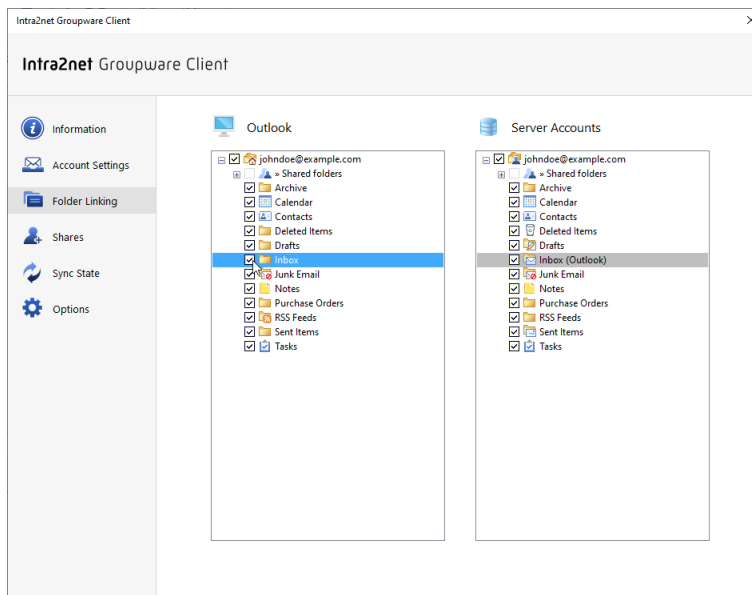 Intra2net Groupware Client
Intra2net Groupware Client
Information
Account Settings
Folder Linking
Shares
Sync State
Options
Outlook
johndoe@example.com
» Shared folders
Archive
Calendar
Contacts
Deleted Items
Drafts
Inbox
Junk Email
Notes
Purchase Orders
RSS Feeds
Sent Items
Tasks
Server Accounts
johndoe@example.com
» Shared folders
Archive
Calendar
Contacts
Deleted Items
Drafts
Inbox (Outlook)
Junk Email
Notes
Purchase Orders
RSS Feeds
Sent Items
Tasks